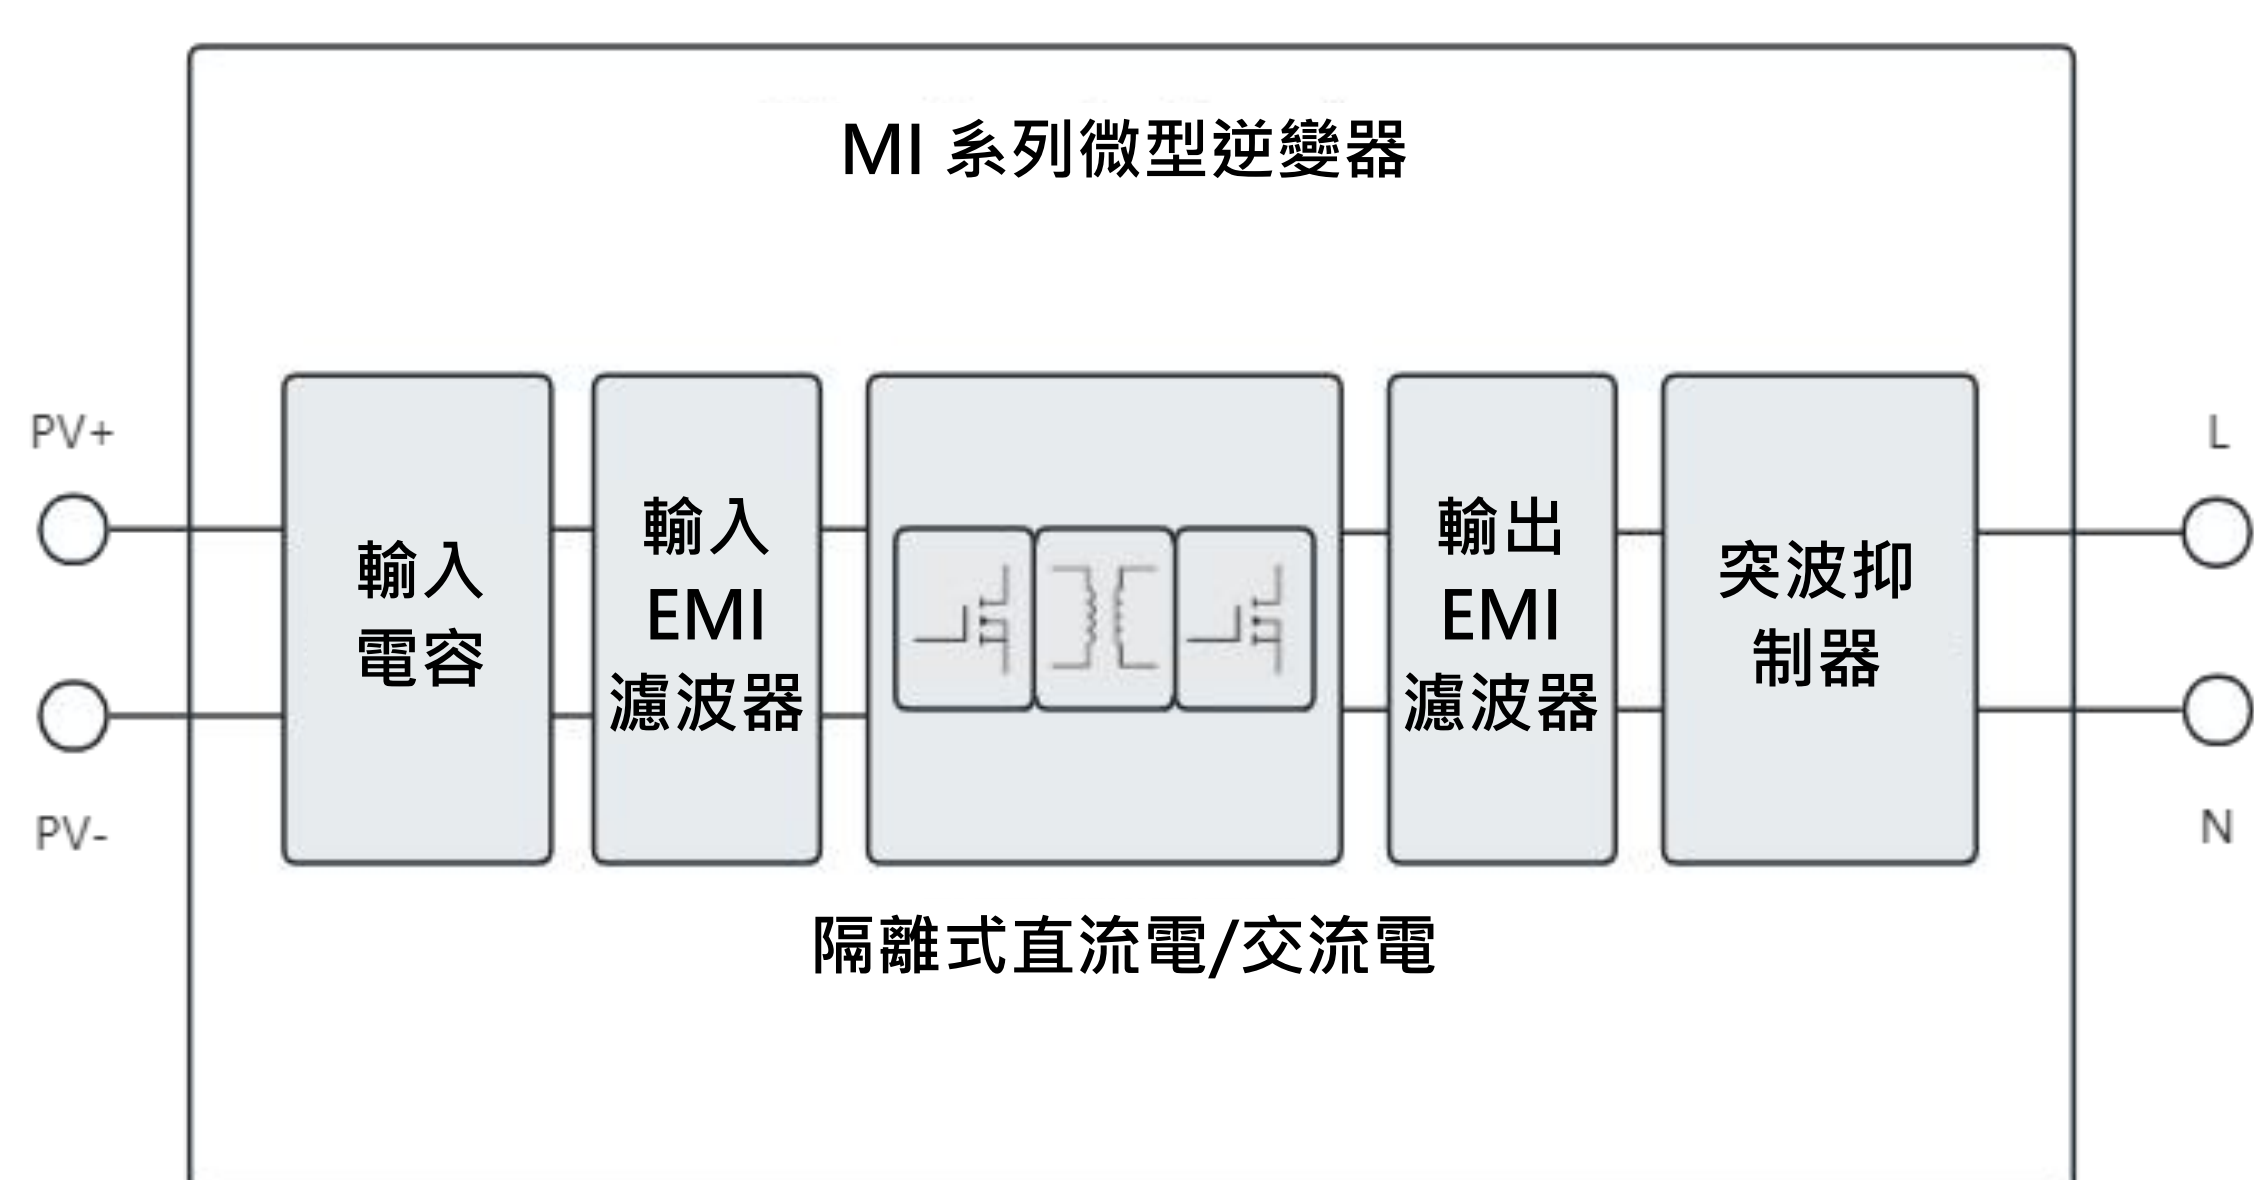 MI 系列微型逆變器
PV+
PV-
輸入
電容
輸入
EMI
濾波器
輸出
EMI
濾波器
突波抑
制器
L
N
隔離式直流電/交流電